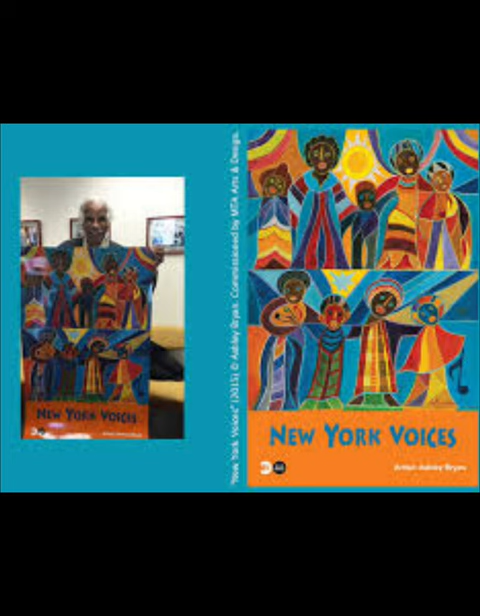 NEW YORK VOICES
"New York Voices" (2015) © Ashley Bryan. Commissioned by MTA Arts & Design.
NEW YORK VOICES
Artist: Ashley Bryan